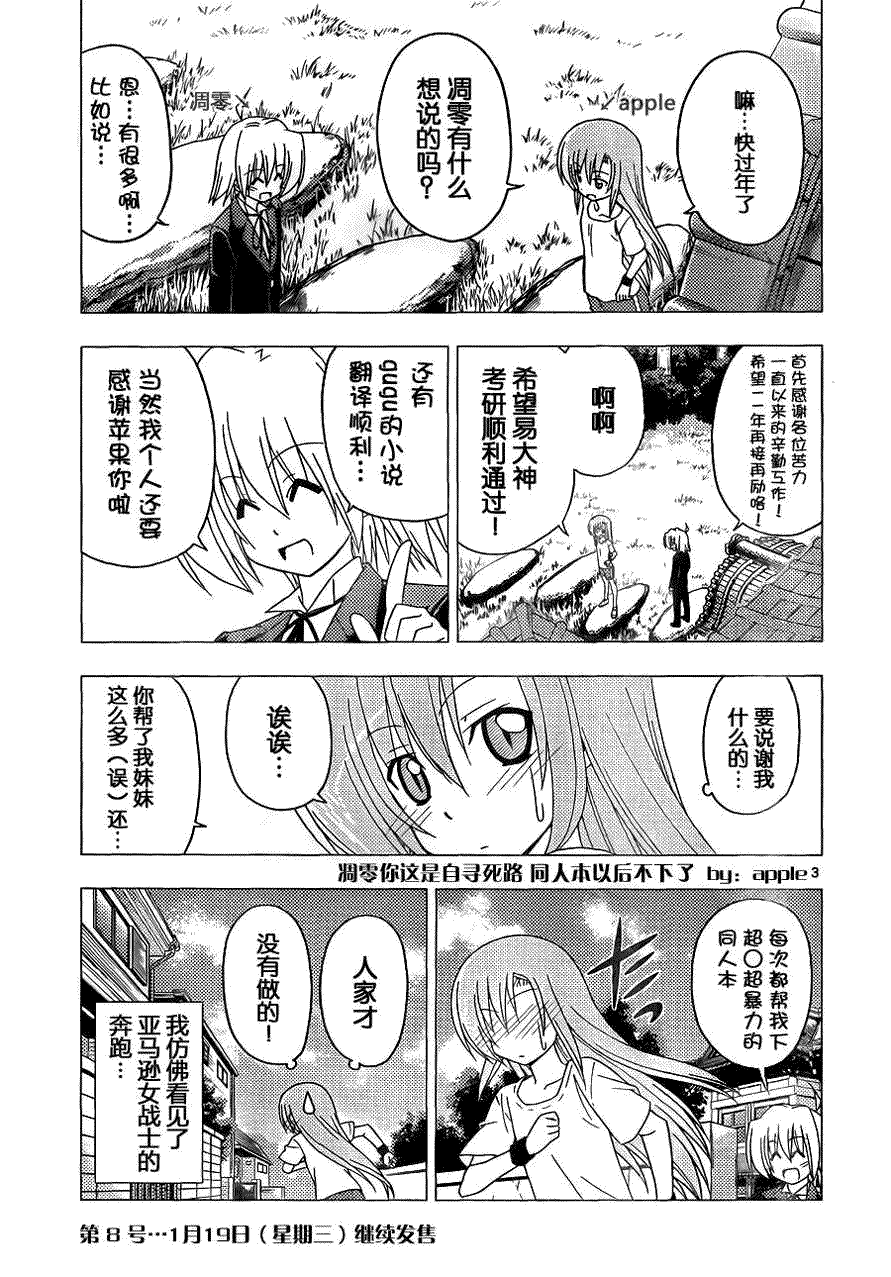 嘛…快过年了
apple
凋零有什么
想说的吗？
凋零
恩…有很多啊…
比如说…
首先感谢各位苦力
一直以来的辛勤工作！
希望一一年再接再励咯！
啊啊
希望易大神
考研顺利通过！
还有
gugu的小说
翻译顺利…
当然我个人还要
感谢苹果你啦
要说谢我
什么的…
诶诶…
你帮了我妹妹
这么多（误）还…
凋零你这是自寻死路 同人本以后不下了 by：apple
3
每次都帮我下
超〇超暴力的
同人本
人家才
没有做的！
我仿佛看见了
亚马逊女战士的
奔跑…
第8号…1月19日（星期三）继续发售